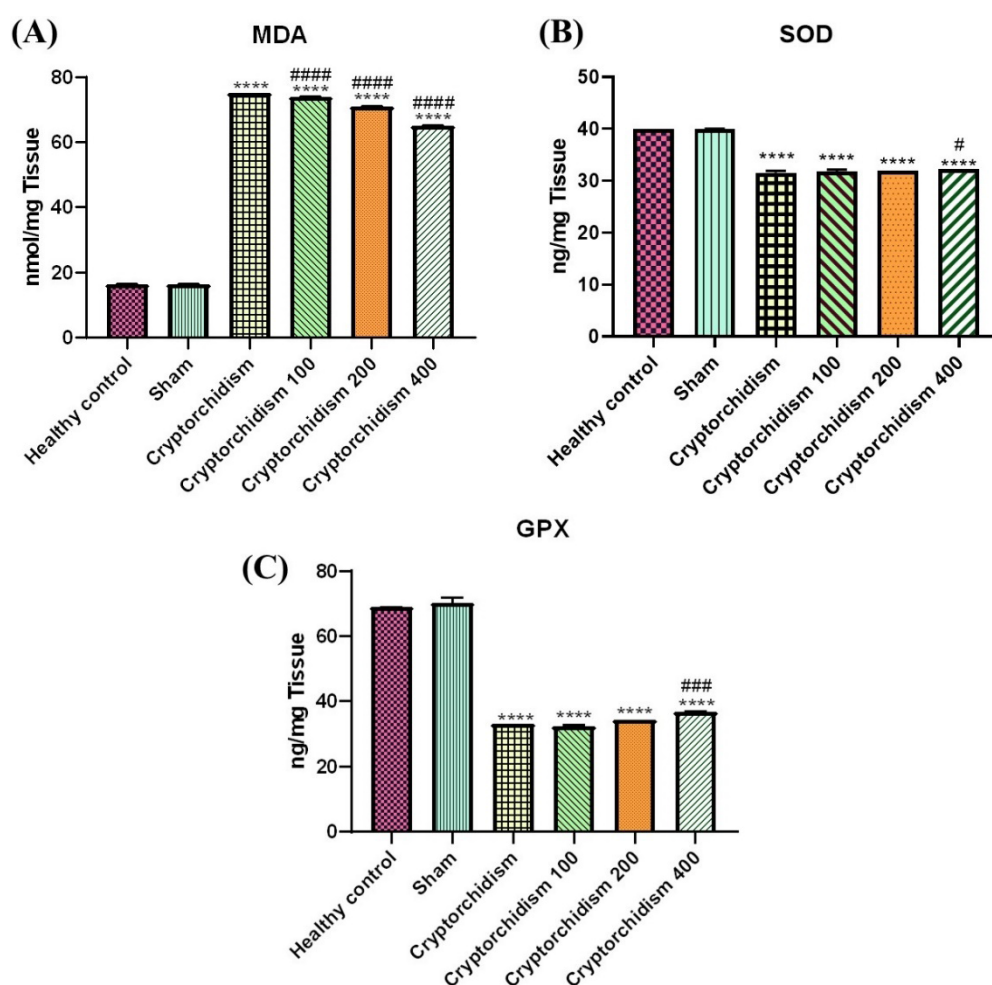 (A)
MDA
nmol/mg Tissue
80
60
40
20
0
****
####
****
####
****
####
****
Healthy control
Sham
Cryptorchidism
Cryptorchidism 100
Cryptorchidism 200
Cryptorchidism 400
(B)
SOD
ng/mg Tissue
50
40
30
20
10
0
****
****
****
#
****
Healthy control
Sham
Cryptorchidism
Cryptorchidism 100
Cryptorchidism 200
Cryptorchidism 400
(C)
GPX
ng/mg Tissue
80
60
40
20
0
****
****
****
###
****
Healthy control
Sham
Cryptorchidism
Cryptorchidism 100
Cryptorchidism 200
Cryptorchidism 400